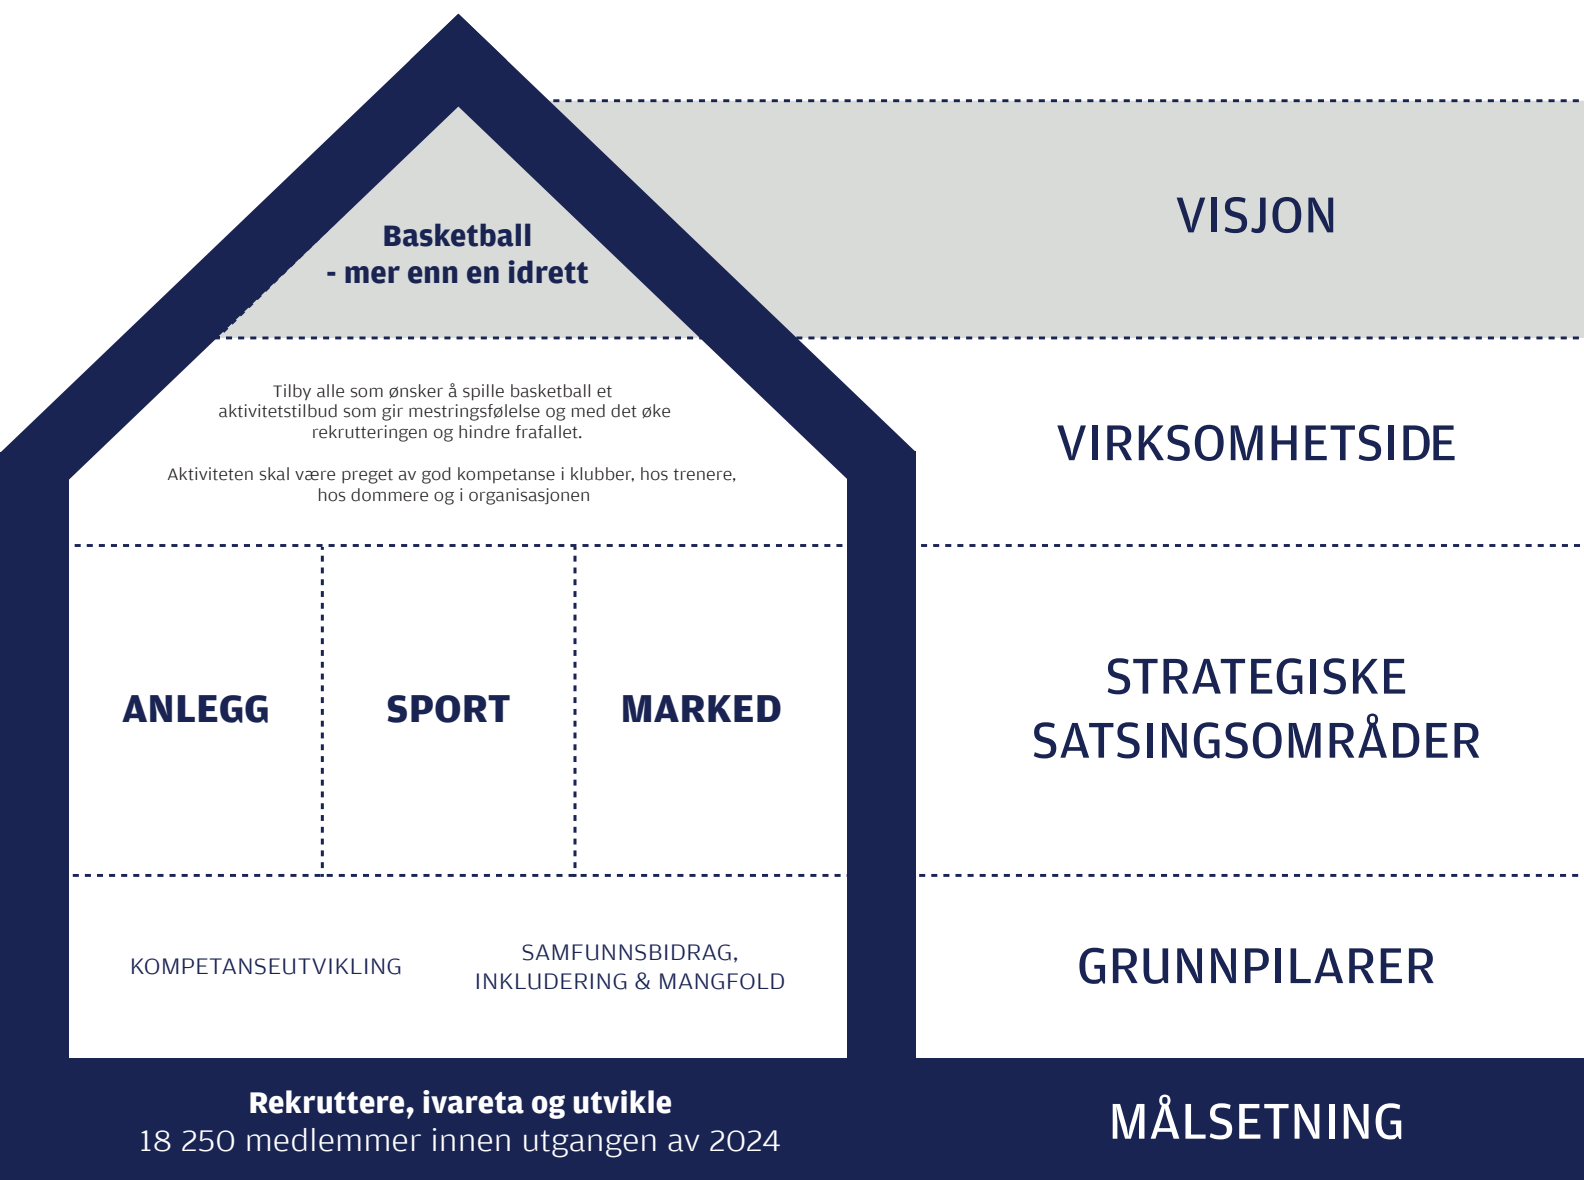 Basketball
- mer enn en idrett
VISJON
Tilby alle som ønsker å spille basketball et
aktivitetstilbud som gir mestringsfølelse og med det øke
rekrutteringen og hindre frafallet.
Aktiviteten skal være preget av god kompetanse i klubber, hos trenere,
hos dommere og i organisasjonen
VIRKSOMHETSIDE
ANLEGG
SPORT
MARKED
STRATEGISKE
SATSINGSOMRÅDER
KOMPETANSEUTVIKLING
SAMFUNNSBIDRAG,
INKLUDERING & MANGFOLD
GRUNNPILARER
Rekruttere, ivareta og utvikle
18 250 medlemmer innen utgangen av 2024
MÅLSETNING